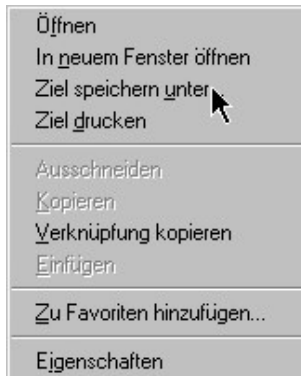 Öffnen
In neuem Fenster öffnen
Ziel speichern unter...
Ziel drucken
Ausschneiden
Kopieren
Verknüpfung kopieren
Einfügen
Zu Favoriten hinzufügen...
Eigenschaften